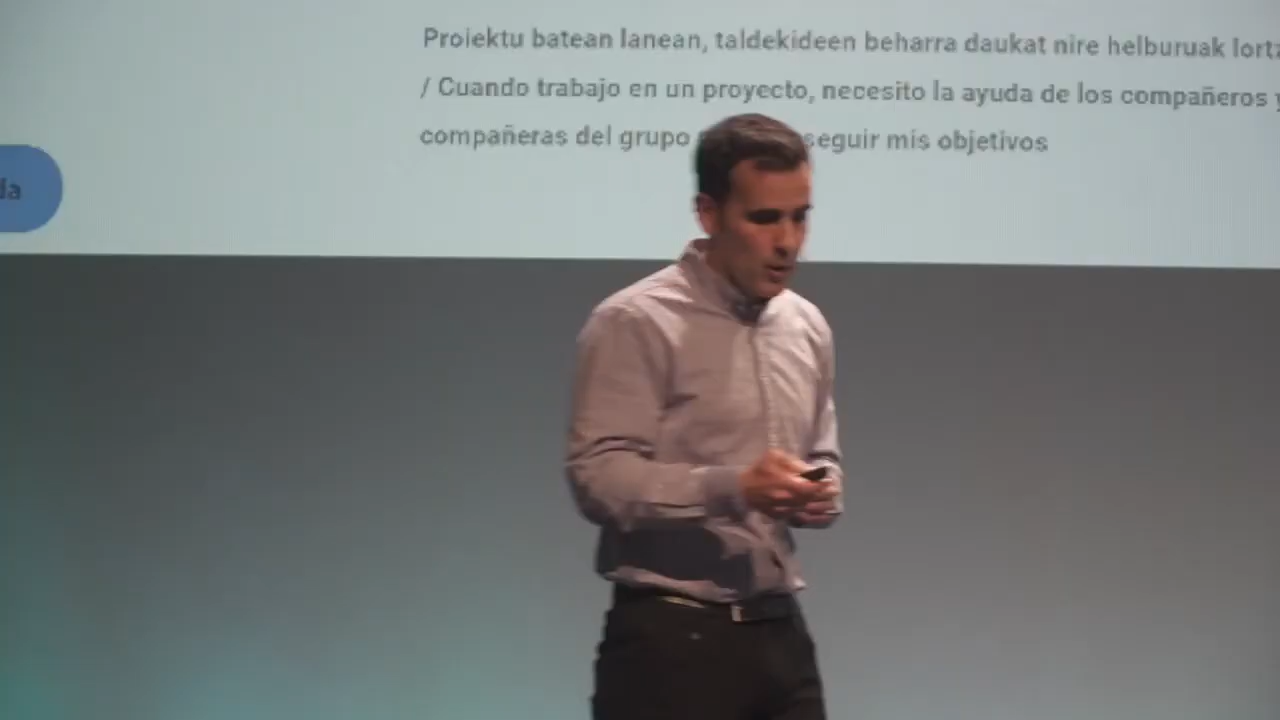 Proiektu batean lanean, taldekideen beharra daukat nire helburuak
/ Cuando trabajo en un proyecto, necesito la ayuda de los compañeros y
compañeras del grupo seguir mis objetivos
da